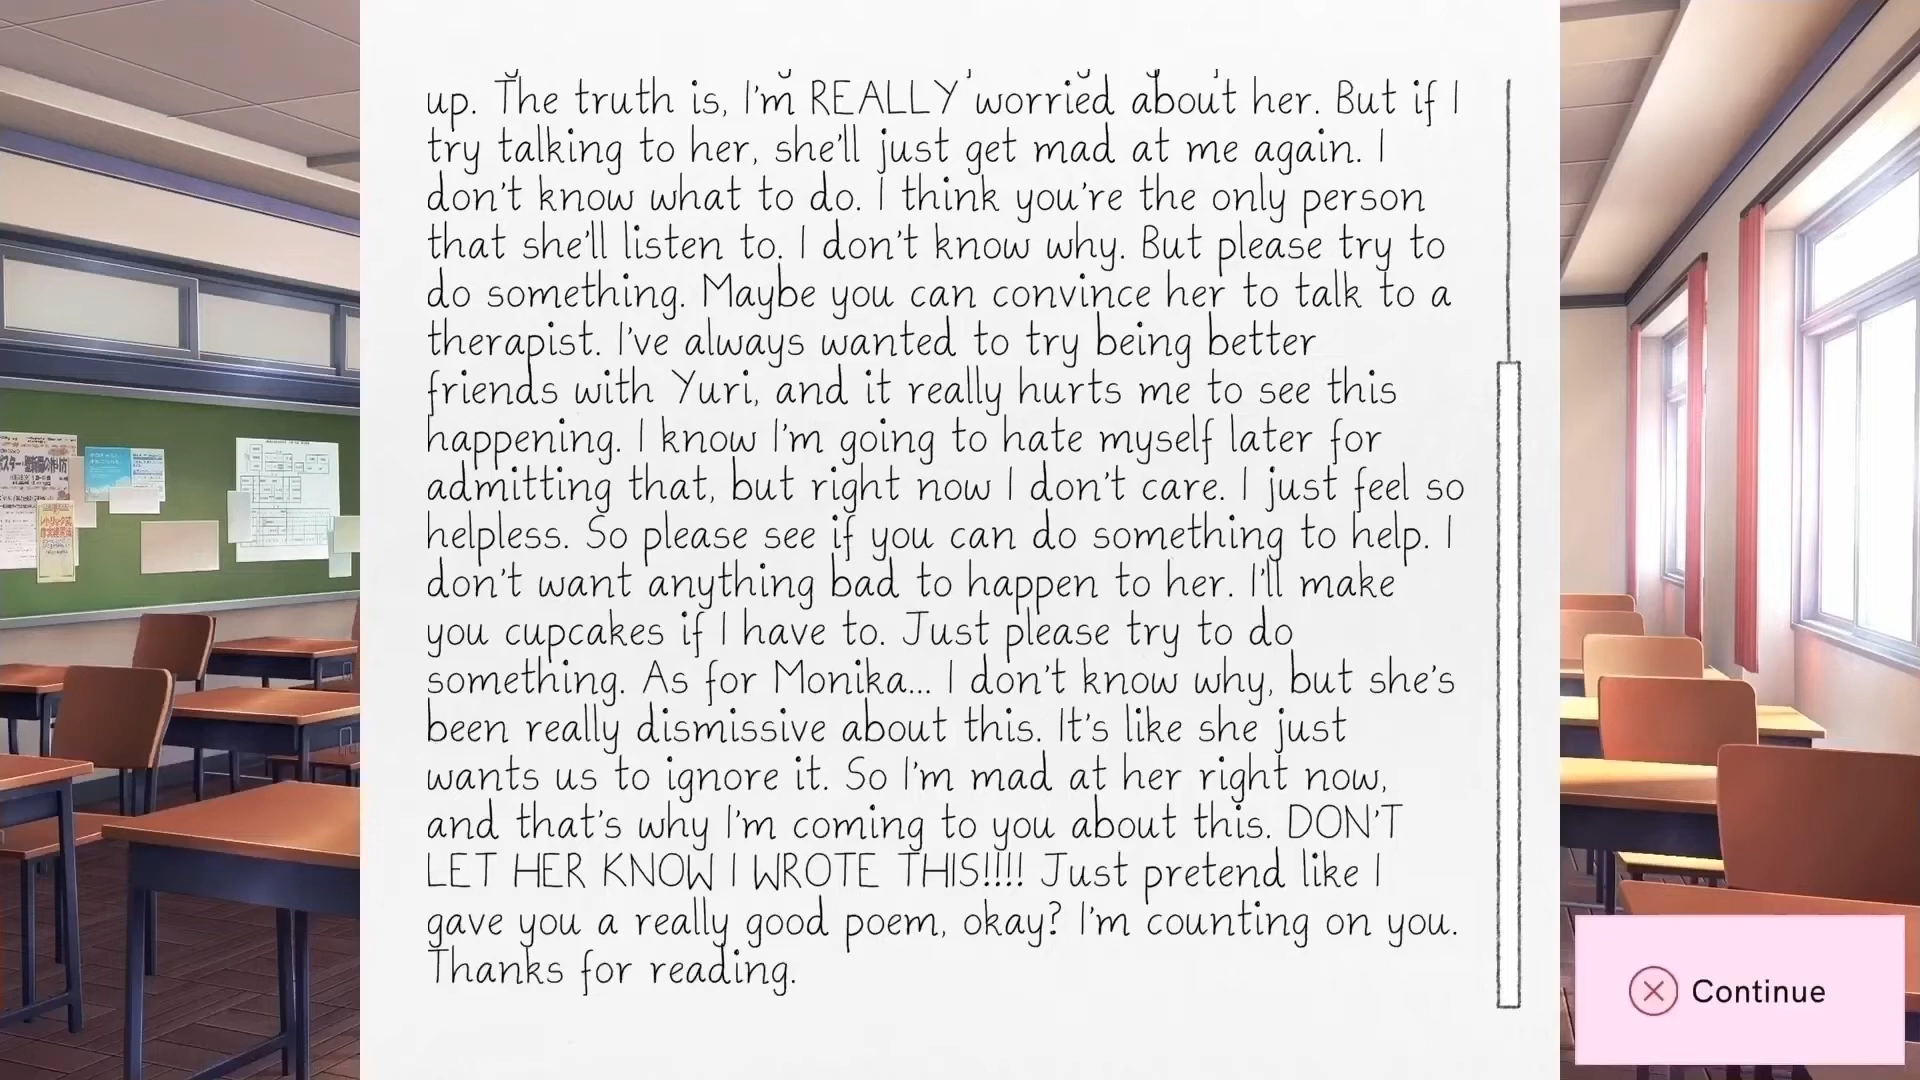 up. The truth is, I'm REALLY worried about her. But if I
try talking to her, she'll just get mad at me again. I
don't know what to do. I think you're the only person
that she'll listen to. I don't know why. But please try to
do something. Maybe you can convince her to talk to a
therapist. I've always wanted to try being better
friends with Yuri, and it really hurts me to see this
happening. I know I'm going to hate myself later for
admitting that, but right now I don't care. I just feel so
helpless. So please see if you can do something to help. I
don't want anything bad to happen to her. I'll make
you cupcakes if I have to. Just please try to do
something. As for Monika... I don't know why, but she's
been really dismissive about this. It's like she just
wants us to ignore it. So I'm mad at her right now,
and that's why I'm coming to you about this. DON'T
LET HER KNOW I WROTE THIS!!!! Just pretend like I
gave you a really good poem, okay? I'm counting on you.
Thanks for reading.
Continue